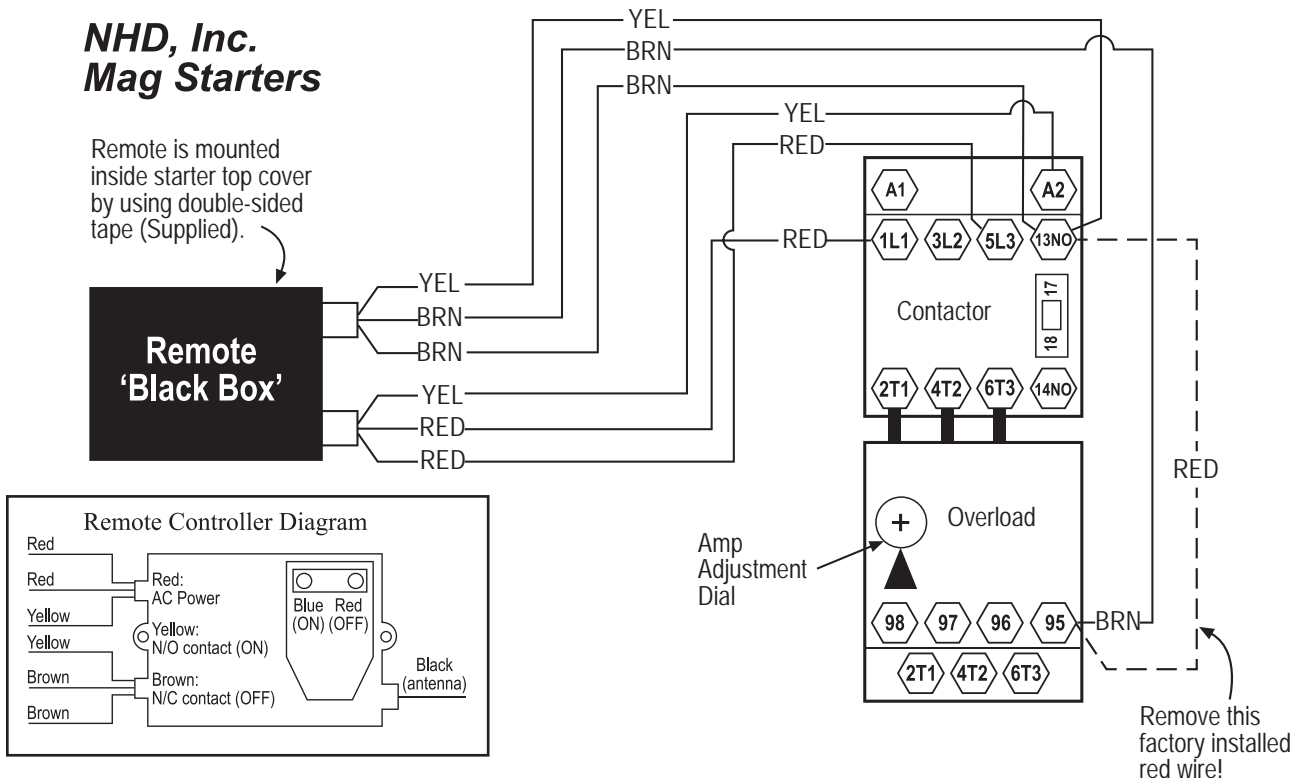 NHD, Inc.
Mag Starters
Remote is mounted
inside starter top cover
by using double-sided
tape (Supplied).
Remote
'Black Box'
YEL
BRN
BRN
YEL
RED
YEL
BRN
BRN
YEL
RED
RED
RED
A1
A2
1L1
3L2
5L3
13NO
Contactor
17
18
2T1
4T2
6T3
14NO
RED
Overload
Amp
Adjustment
Dial
98
97
96
95
BRN
2T1
4T2
6T3
Remove this
factory installed
red wire!
Remote Controller Diagram
Red
Red
Yellow
Yellow
Brown
Brown
Red:
AC Power
Yellow:
N/O contact (ON)
Brown:
N/C contact (OFF)
Blue Red
(ON) (OFF)
Black
(antenna)